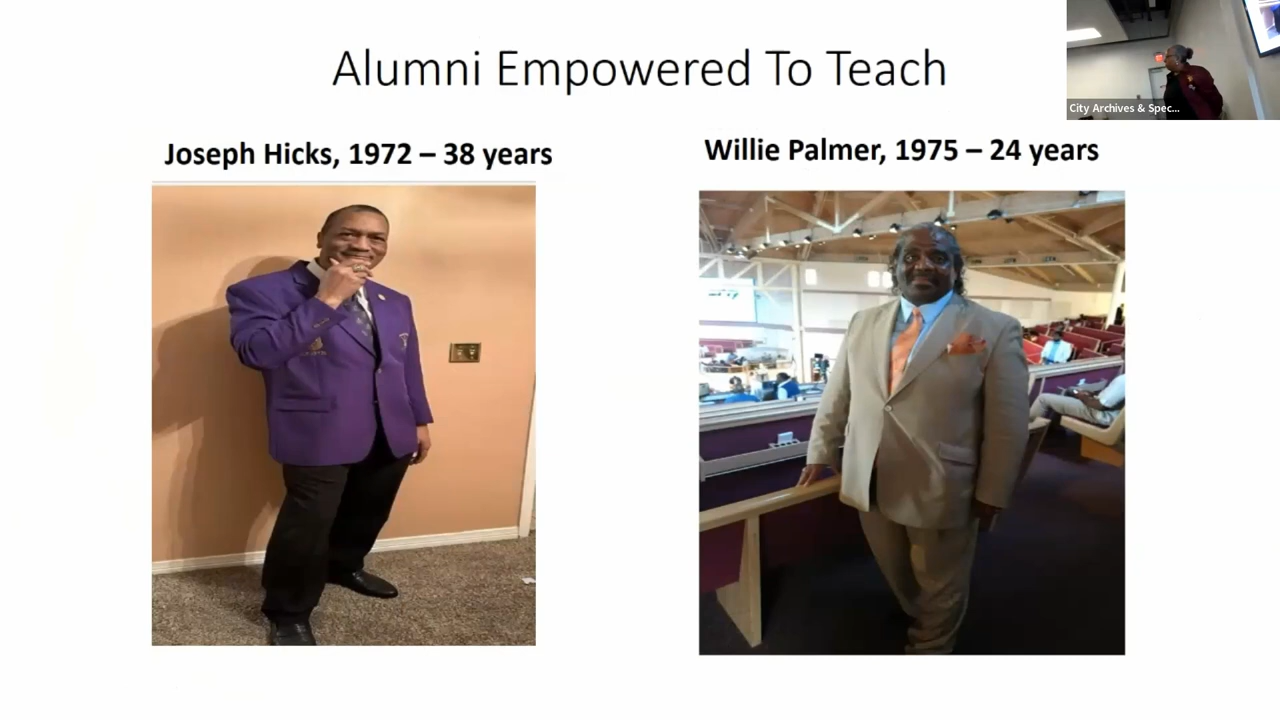 Alumni Empowered To Teach
City Archives & Spec...
Joseph Hicks, 1972 – 38 years
Willie Palmer, 1975 – 24 years